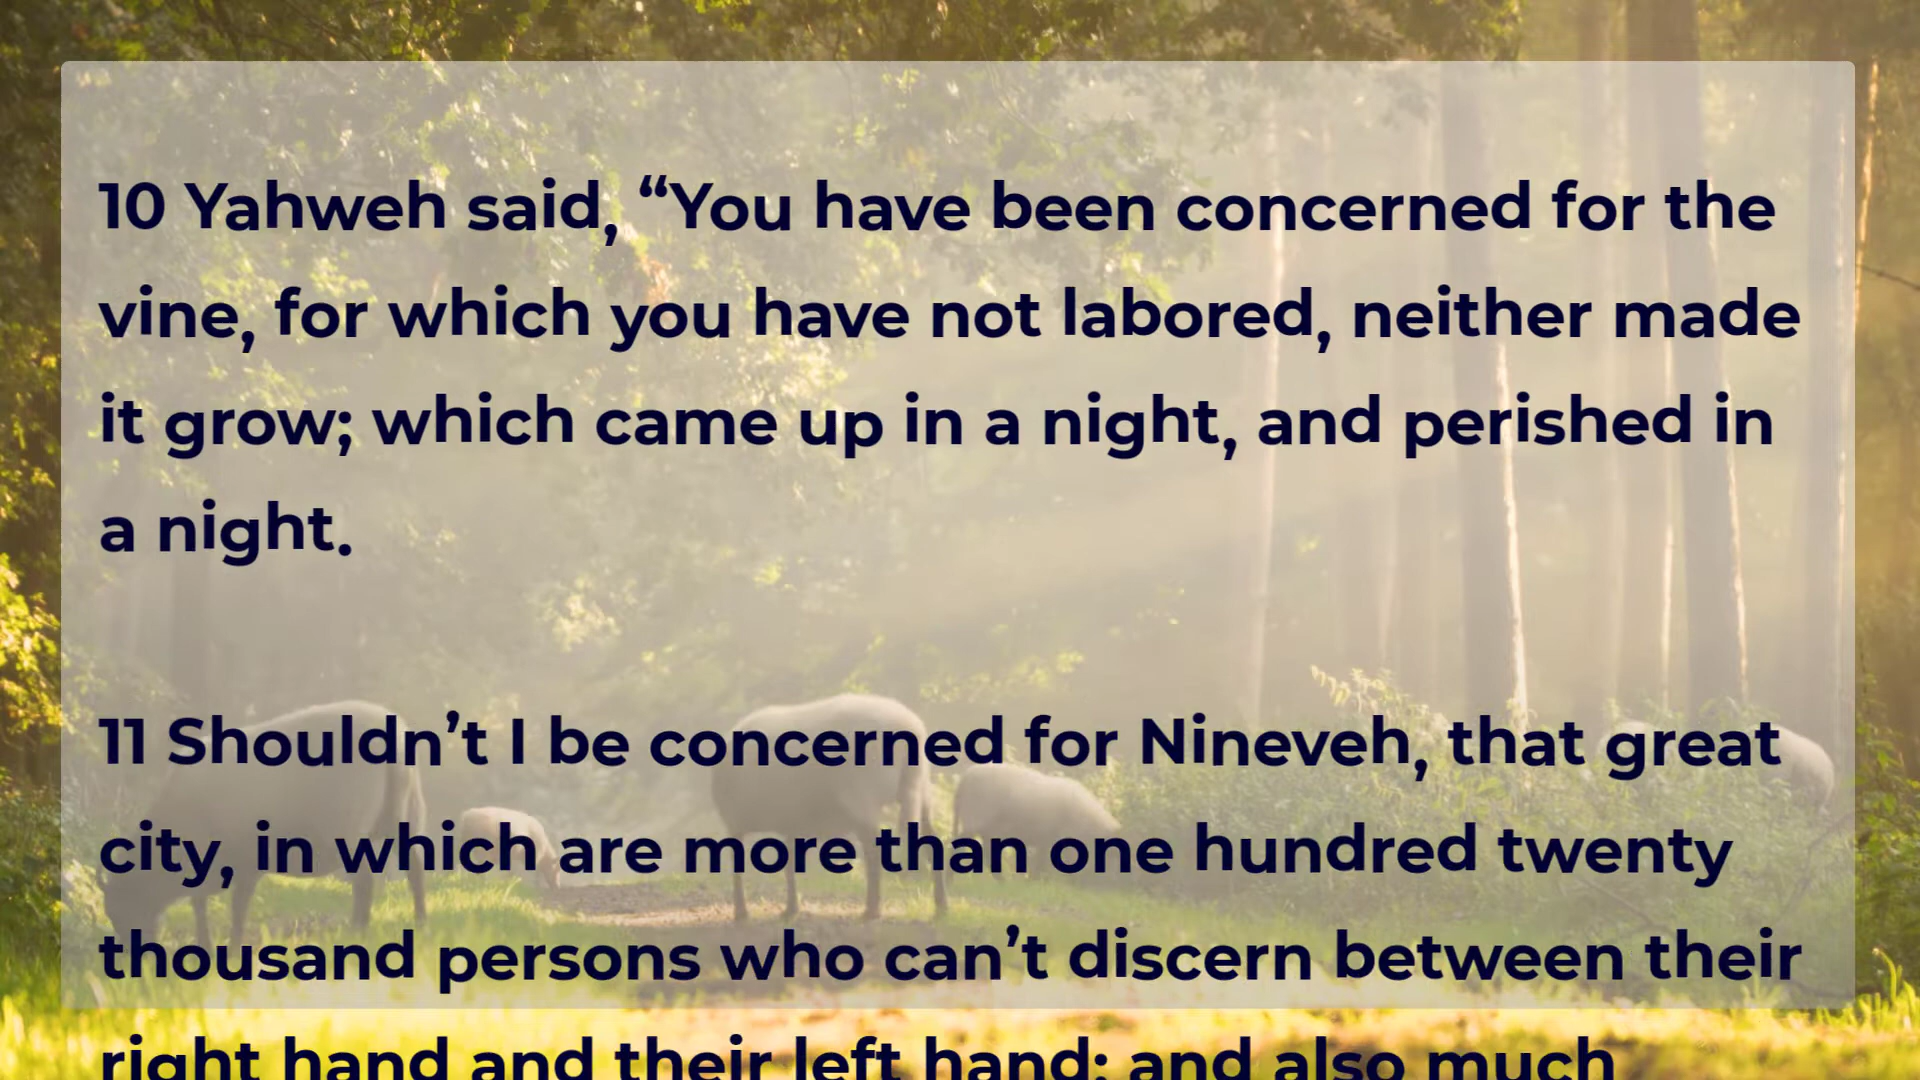 10 Yahweh said, “You have been concerned for the
vine, for which you have not labored, neither made
it grow; which came up in a night, and perished in
a night.
11 Shouldn’t I be concerned for Nineveh, that great
city, in which are more than one hundred twenty
thousand persons who can’t discern between their
right hand and their left hand; and also much